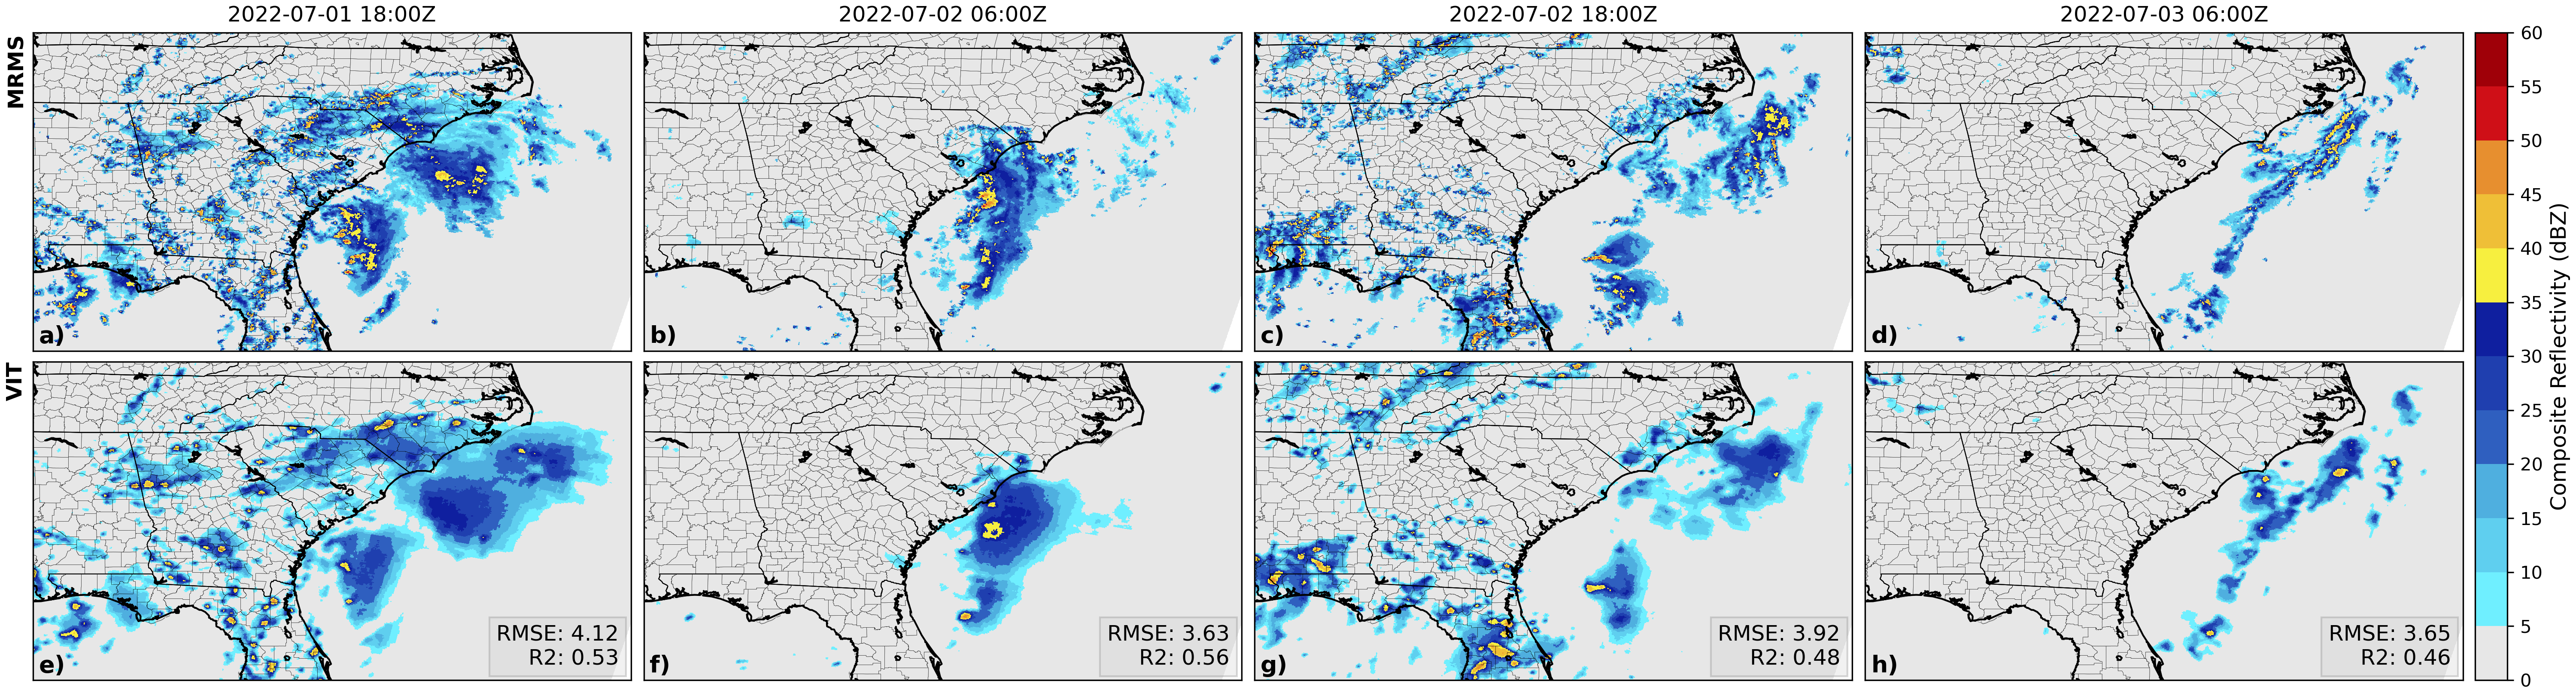 2022-07-01 18:00Z
2022-07-02 06:00Z
2022-07-02 18:00Z
2022-07-03 06:00Z
MRMS
a)
b)
c)
d)
VIT
e)
RMSE: 4.12
R2: 0.53
f)
RMSE: 3.63
R2: 0.56
g)
RMSE: 3.92
R2: 0.48
h)
RMSE: 3.65
R2: 0.46
60
55
50
45
40
35
30
25
20
15
10
5
0
Composite Reflectivity (dBZ)